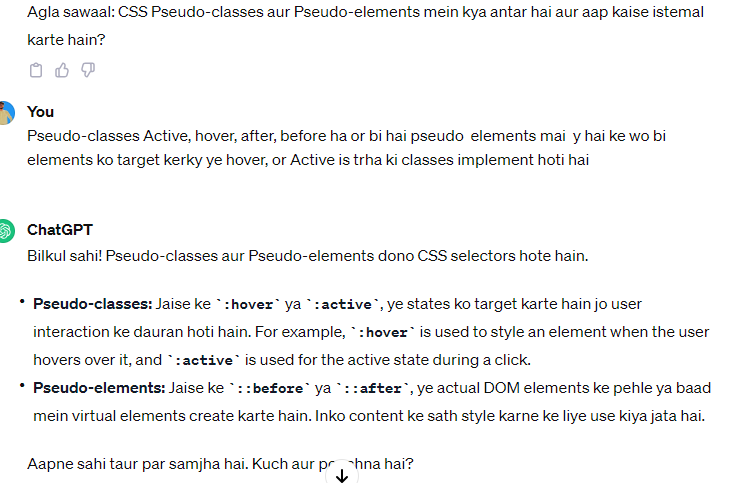 Agla sawaal: CSS Pseudo-classes aur Pseudo-elements mein kya antar hai aur aap kaise istemal
karte hain?
You
Pseudo-classes Active, hover, after, before ha or bi hai pseudo elements mai y hai ke wo bi
elements ko target kerky ye hover, or Active is trha ki classes implement hoti hai
ChatGPT
Bilkul sahi! Pseudo-classes aur Pseudo-elements dono CSS selectors hote hain.
• Pseudo-classes: Jaise ke `:hover` ya `:active`, ye states ko target karte hain jo user
interaction ke dauran hoti hain. For example, `:hover` is used to style an element when the user
hovers over it, and `:active` is used for the active state during a click.
• Pseudo-elements: Jaise ke `::before` ya `::after`, ye actual DOM elements ke pehle ya baad
mein virtual elements create karte hain. Inko content ke sath style karne ke liye use kiya jata hai.
Aapne sahi taur par samjha hai. Kuch aur hai?